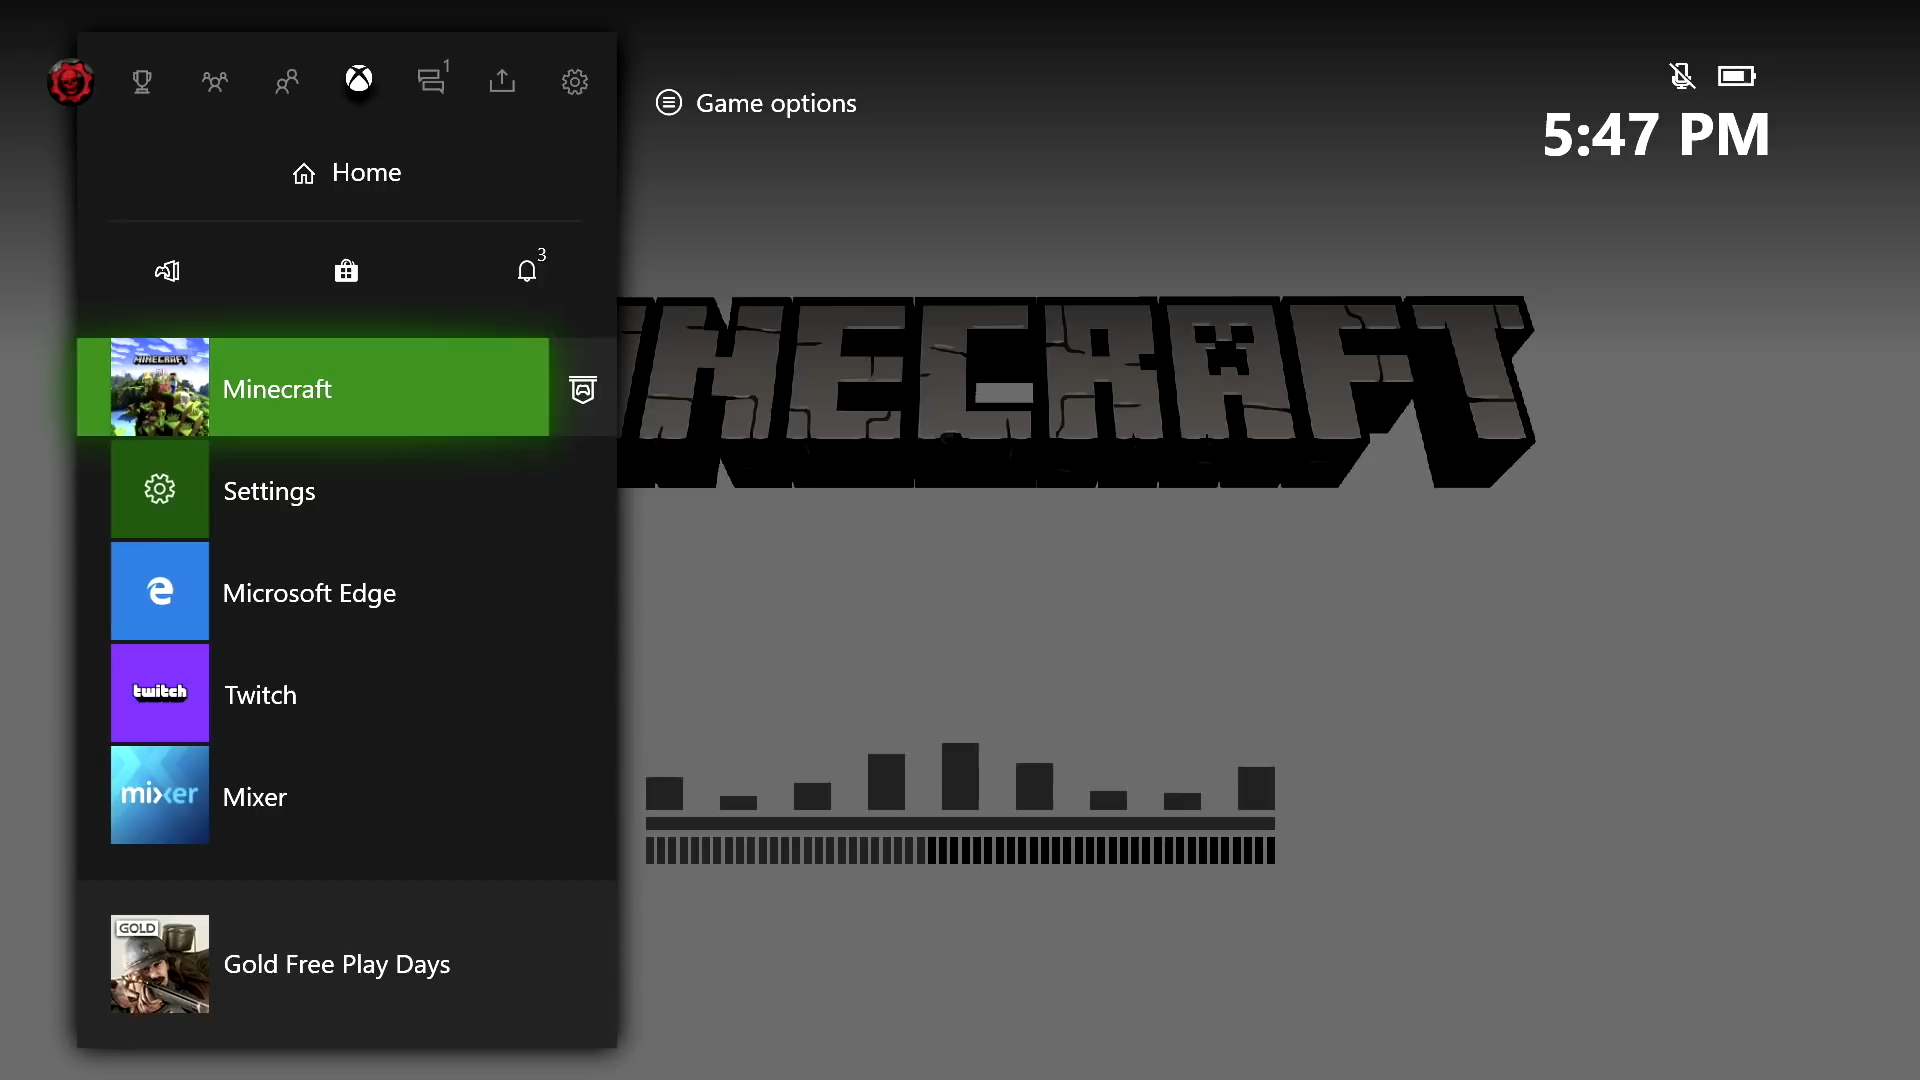 1
Game options
5:47 PM
Home
3
MINECRAFT
Minecraft
INECRAFT
Settings
Microsoft Edge
twitch
Twitch
mixer
Mixer
GOLD
Gold Free Play Days